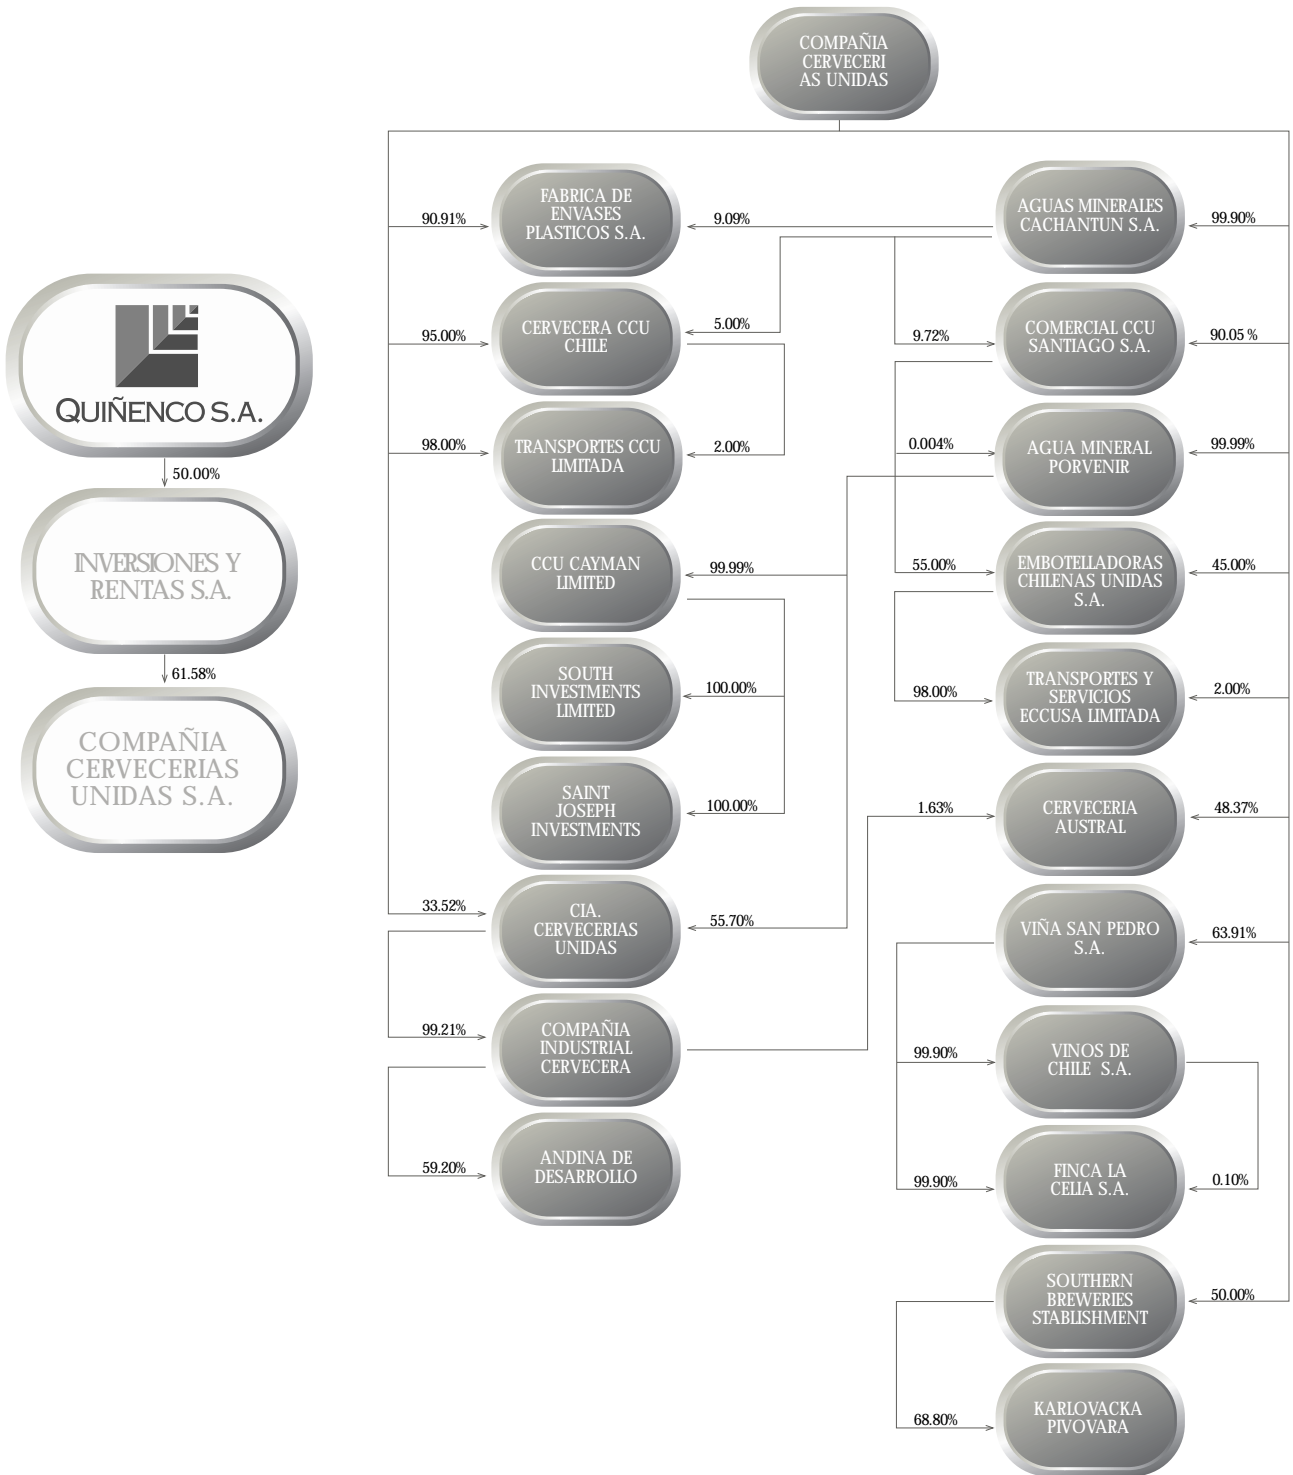 COMPAÑIA
CERVECERI
AS UNIDAS
QUIÑENCO S.A.
50.00%
INVERSIONES Y
RENTAS S.A.
61.58%
COMPAÑIA
CERVECERIAS
UNIDAS S.A.
90.91%
FABRICA DE
ENVASES
PLASTICOS S.A.
9.09%
AGUAS MINERALES
CACHANTUN S.A.
99.90%
95.00%
CERVECERA CCU
CHILE
5.00%
9.72%
COMERCIAL CCU
SANTIAGO S.A.
90.05 %
98.00%
TRANSPORTES CCU
LIMITADA
2.00%
0.004%
AGUA MINERAL
PORVENIR
99.99%
CCU CAYMAN
LIMITED
99.99%
55.00%
EMBOTELLADORAS
CHILENAS UNIDAS
S.A.
45.00%
SOUTH
INVESTMENTS
LIMITED
100.00%
98.00%
TRANSPORTES Y
SERVICIOS
ECCUSA LIMITADA
2.00%
SAINT
JOSEPH
INVESTMENTS
100.00%
1.63%
CERVECERIA
AUSTRAL
48.37%
33.52%
CIA.
CERVECERIAS
UNIDAS
55.70%
VIÑA SAN PEDRO
S.A.
63.91%
99.21%
COMPAÑIA
INDUSTRIAL
CERVECERA
99.90%
VINOS DE
CHILE S.A.
59.20%
ANDINA DE
DESARROLLO
99.90%
FINCA LA
CELIA S.A.
0.10%
SOUTHERN
BREWERIES
STABLISHMENT
50.00%
68.80%
KARLOVACKA
PIVOVARA